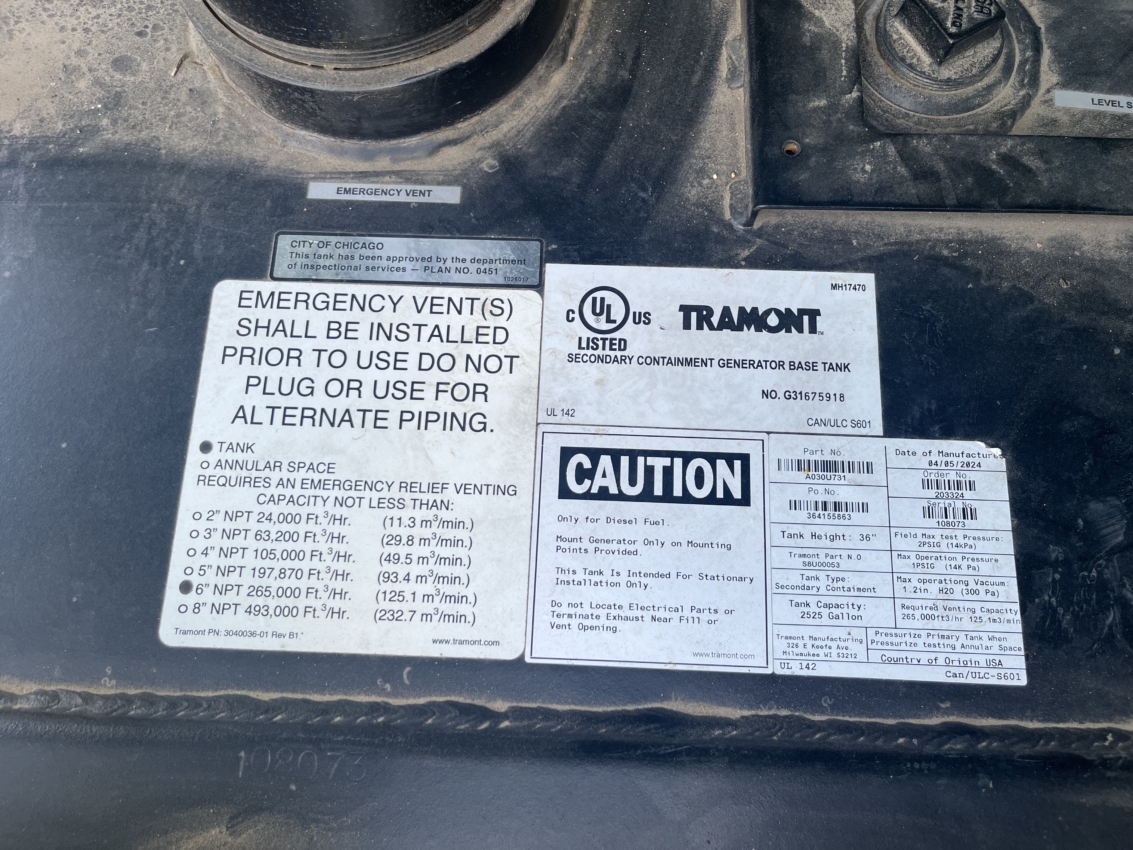 LEVEL S
EMERGENCY VENT
CITY OF CHICAGO
This tank has been approved by the department
of inspectional services — PLAN NO. 0451
EMERGENCY VENT(S)
SHALL BE INSTALLED
PRIOR TO USE DO NOT
PLUG OR USE FOR
ALTERNATE PIPING.
TANK
ANNULAR SPACE
REQUIRES AN EMERGENCY RELIEF VENTING
CAPACITY NOT LESS THAN:
2" NPT 24,000 Ft.³/Hr. (11.3 m³/min.)
3" NPT 63,200 Ft.³/Hr. (29.8 m³/min.)
4" NPT 105,000 Ft.³/Hr. (49.5 m³/min.)
5" NPT 197,870 Ft.³/Hr. (93.4 m³/min.)
6" NPT 265,000 Ft.³/Hr. (125.1 m³/min.)
8" NPT 493,000 Ft.³/Hr. (232.7 m³/min.)
Tramont PN: 3040036-01 Rev B1
www.tramont.com
MH17470
C UL US
LISTED
TRAMONT
SECONDARY CONTAINMENT GENERATOR BASE TANK
NO. G31675918
UL 142
CAN/ULC S601
CAUTION
Only for Diesel Fuel.
Mount Generator Only on Mounting
Points Provided.
This Tank Is Intended For Stationary
Installation Only.
Do not Locate Electrical Parts or
Terminate Exhaust Near Fill or
Vent Opening.
www.tramont.com
Part No.
A030U731
Po.No.
364155863
Tank Height: 36"
Tramont Part N.O
S8U00053
Tank Type:
Secondary Contaiment
Tank Capacity:
2525 Gallon
Tramont Manufacturing
326 E Keefe Ave.
Milwaukee WI 53212
UL 142
Date of Manufacture
04/05/2024
Order No.
203324
Serial No.
108073
Field Max test Pressure:
2PSIG (14kPa)
Max Operation Pressure
1PSIG (14K Pa)
Max operationg Vacuum:
1.2in. H2O (300 Pa)
Required Venting Capacity
265,000ft3/hr 125.1m3/min
Pressurize Primary Tank When
Pressurize testing Annular Space
Country of Origin USA
Can/ULC-S601
108073